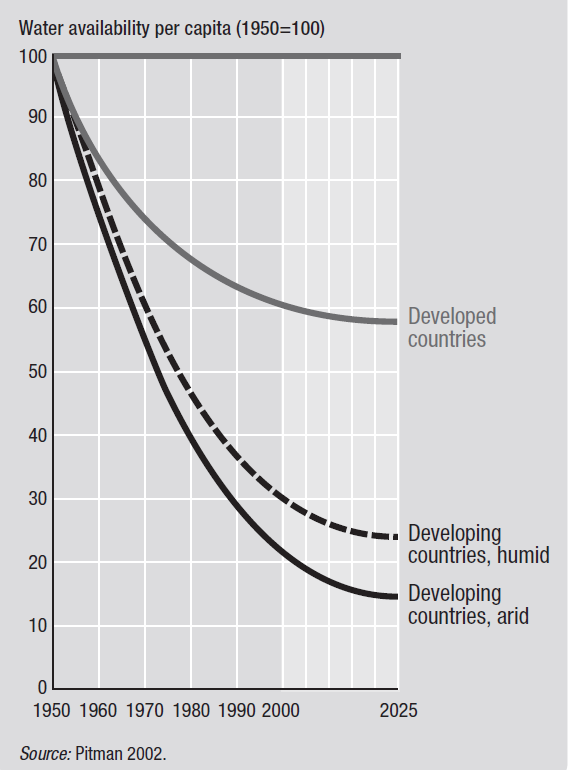 Water availability per capita (1950=100)
100
90
80
70
60
50
40
30
20
10
0
Developed
countries
Developing
countries, humid
Developing
countries, arid
1950 1960 1970 1980 1990 2000 2025
Source: Pitman 2002.